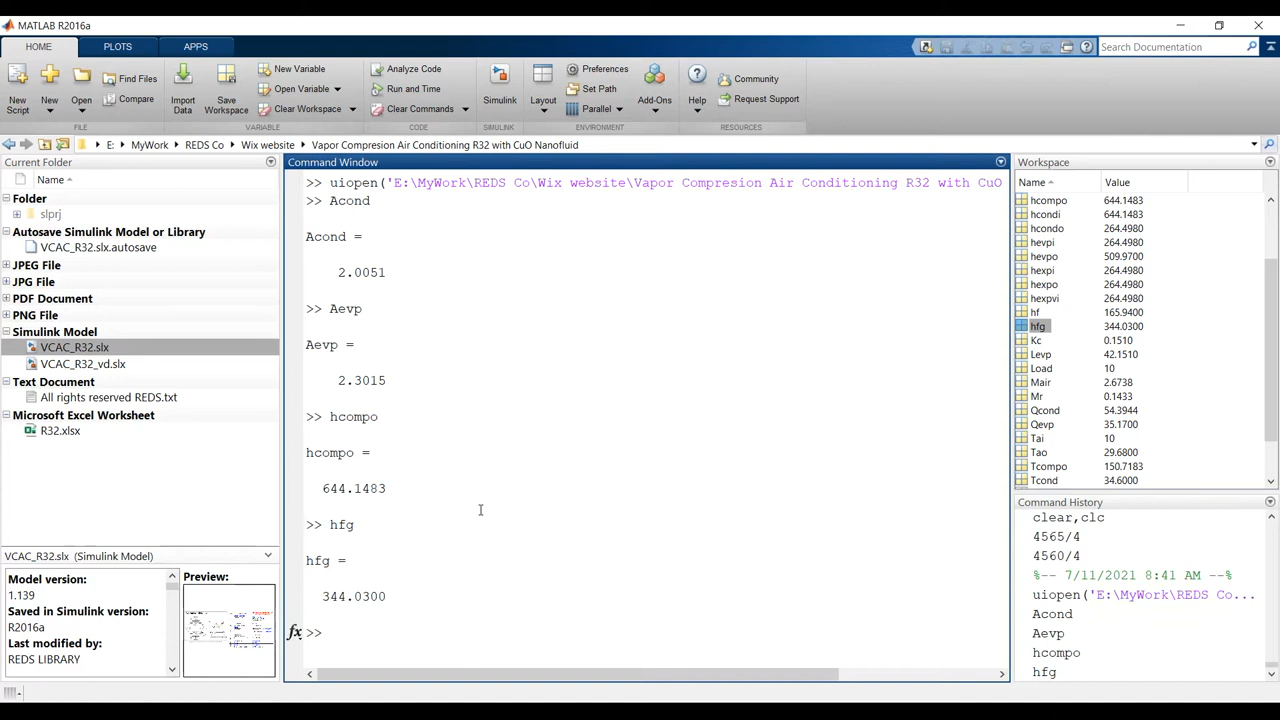 MATLAB R2016a
HOME
PLOTS
APPS
Search Documentation
New Script
New
Open
Find Files
Compare
Import Data
Save Workspace
New Variable
Open Variable
Clear Workspace
Analyze Code
Run and Time
Clear Commands
Simulink
Layout
Preferences
Set Path
Parallel
Add-Ons
Help
Community
Request Support
FILE
VARIABLE
CODE
SIMULINK
ENVIRONMENT
RESOURCES
E: MyWork REDS Co Wix website Vapor Compresion Air Conditioning R32 with CuO Nanofluid
Current Folder
Name
Folder
slprj
Autosave Simulink Model or Library
VCAC_R32.slx.autosave
JPEG File
JPG File
PDF Document
PNG File
Simulink Model
VCAC_R32.slx
VCAC_R32_vd.slx
Text Document
All rights reserved REDS.txt
Microsoft Excel Worksheet
R32.xlsx
VCAC_R32.slx (Simulink Model)
Model version:
1.139
Saved in Simulink version:
R2016a
Last modified by:
REDS LIBRARY
Preview:
Command Window
>> uiopen('E:\MyWork\REDS Co\Wix website\Vapor Compresion Air Conditioning R32 with CuO
>> Acond
Acond =
2.0051
>> Aevp
Aevp =
2.3015
>> hcompo
hcompo =
644.1483
>> hfg
hfg =
344.0300
fx >>
Workspace
Name Value
hcompo 644.1483
hcondi 644.1483
hcondo 264.4980
hevpi 264.4980
hevpo 509.9700
hexpi 264.4980
hexpo 264.4980
hexpvi 264.4980
hf 165.9400
hfg 344.0300
Kc 0.1510
Levp 42.1510
Load 10
Mair 2.6738
Mr 0.1433
Qcond 54.3944
Qevp 35.1700
Tai 10
Tao 29.6800
Tcompo 150.7183
Tcond 34.6000
Command History
clear,clc
4565/4
4560/4
%-- 7/11/2021 8:41 AM --%
uiopen('E:\MyWork\REDS Co...
Acond
Aevp
hcompo
hfg